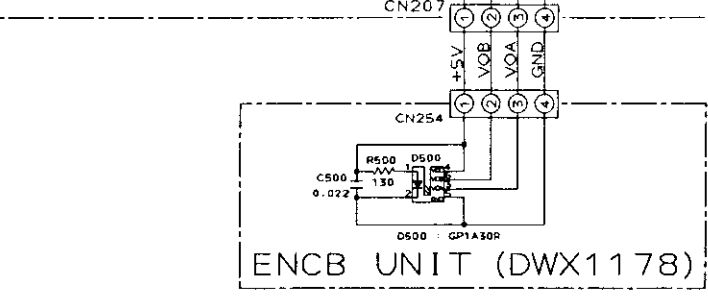 CN207
1 2 3 4
+5V VOB VOA GND
1 2 3 4
CN254
R500 D500
1
130
C500
0.022
2
D500 : GP1A30R
ENCB UNIT (DWX1178)